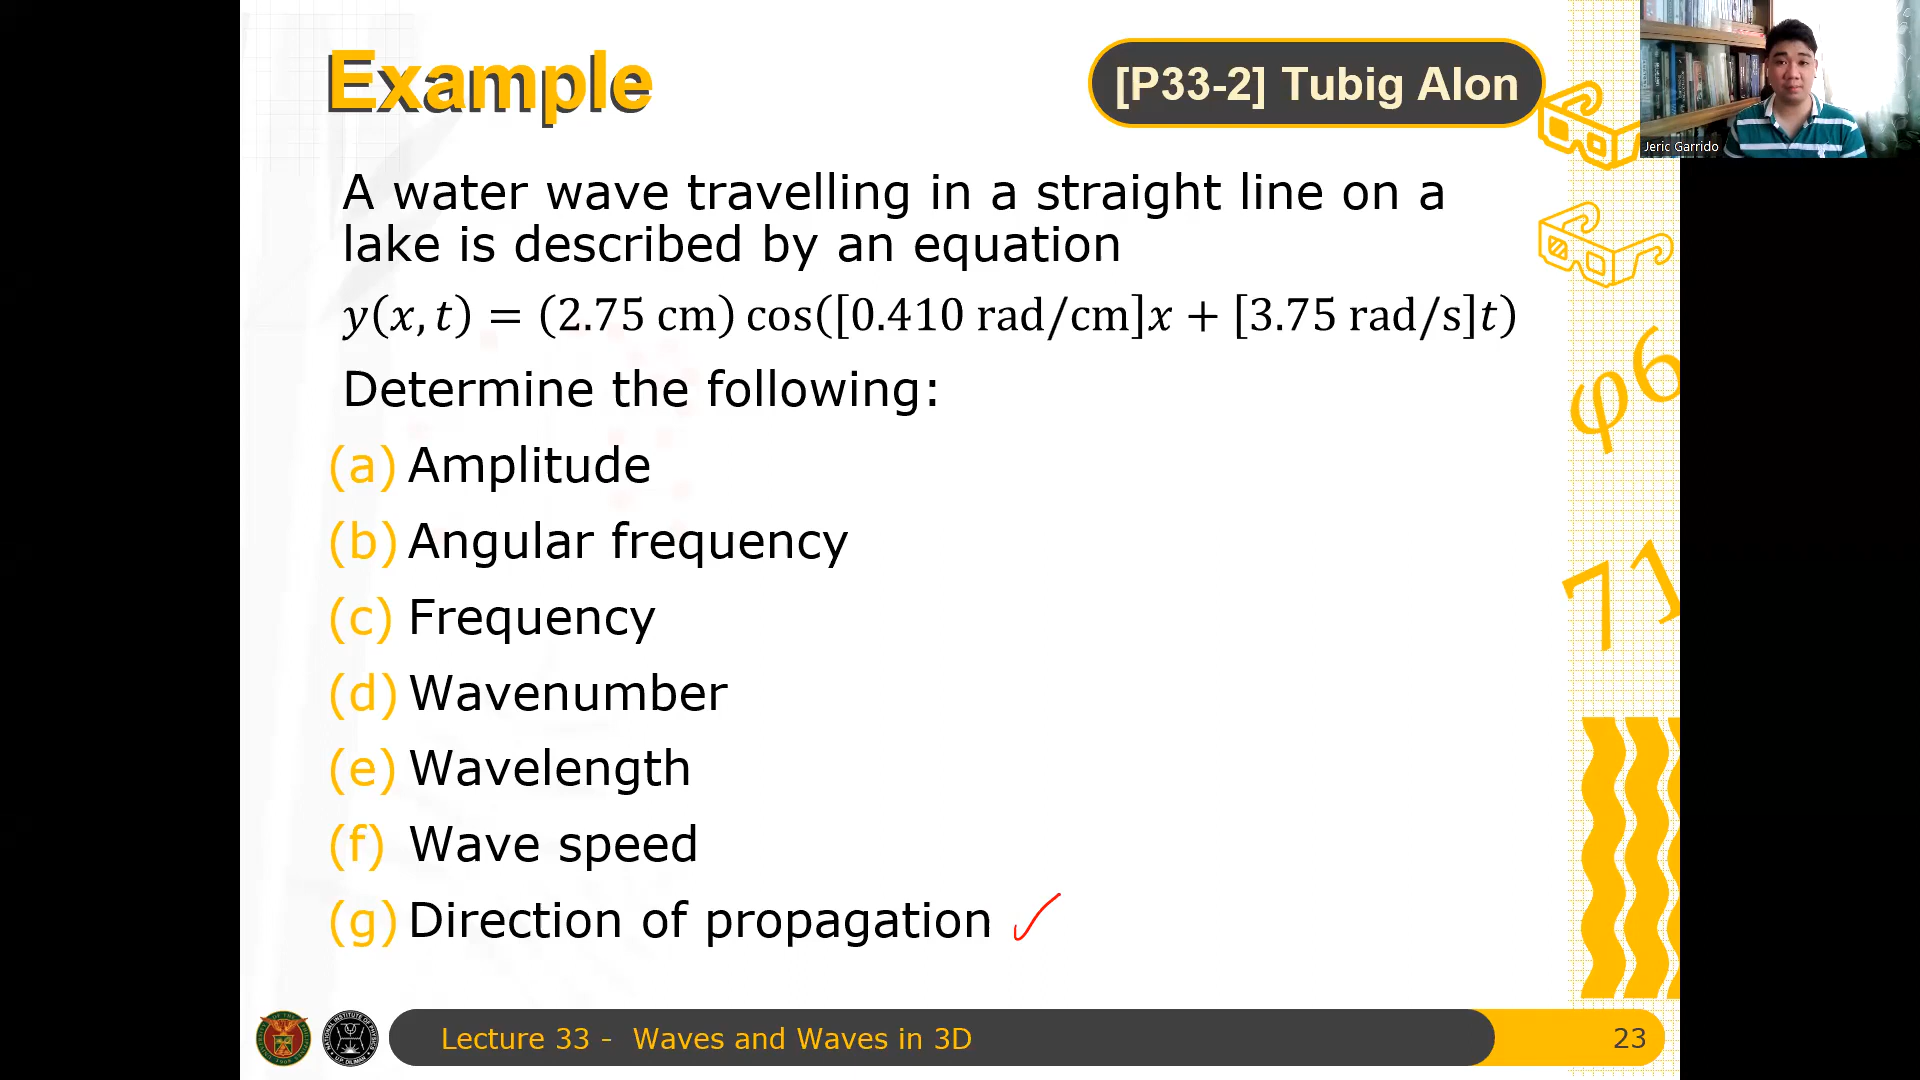 Example
[P33-2] Tubig Alon
Jeric Garrido
A water wave travelling in a straight line on a
lake is described by an equation
y(x, t) = (2.75 cm) cos([0.410 rad/cm]x + [3.75 rad/s]t)
Determine the following:
(a) Amplitude
(b) Angular frequency
(c) Frequency
(d) Wavenumber
(e) Wavelength
(f) Wave speed
(g) Direction of propagation
φ6
71
Lecture 33 - Waves and Waves in 3D
23